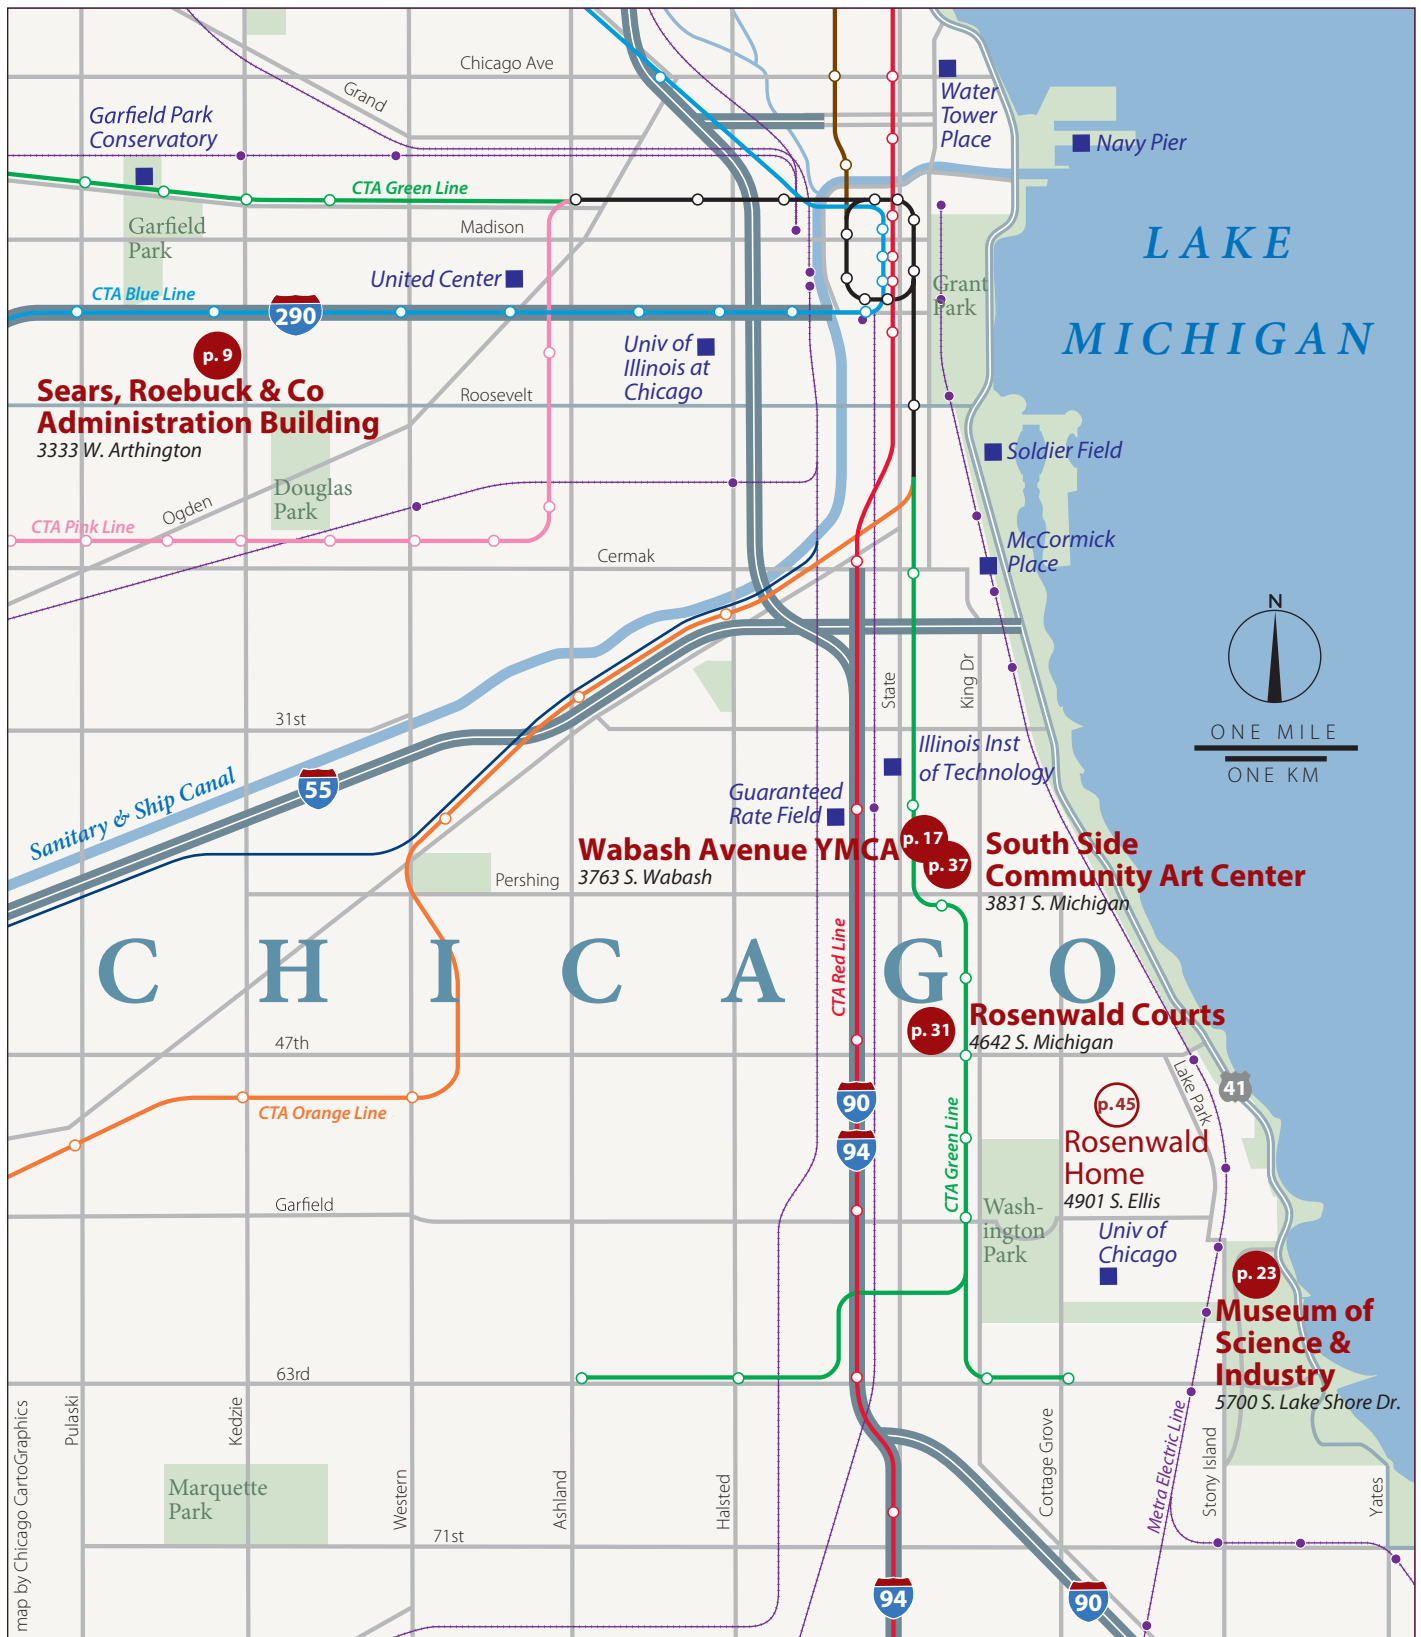 Chicago Ave
Grand
Garfield Park
Conservatory
Water
Tower
Place
Navy Pier
CTA Green Line
Garfield
Park
Madison
LAKE
MICHIGAN
United Center
Grant
Park
CTA Blue Line
290
p. 9
Univ of
Illinois at
Chicago
Sears, Roebuck & Co
Administration Building
3333 W. Arthington
Roosevelt
Soldier Field
Douglas
Park
Ogden
CTA Pink Line
McCormick
Place
Cermak
N
ONE MILE
ONE KM
State
King Dr
31st
Illinois Inst
of Technology
55
Sanitary & Ship Canal
Guaranteed
Rate Field
p. 17
p. 37
Wabash Avenue YMCA
3763 S. Wabash
South Side
Community Art Center
3831 S. Michigan
Pershing
CHICAGO
CTA Red Line
p. 31
Rosenwald Courts
4642 S. Michigan
47th
Lake Park
41
90
94
p. 45
Rosenwald
Home
4901 S. Ellis
CTA Orange Line
CTA Green Line
Garfield
Wash-
ington
Park
Univ of
Chicago
p. 23
Museum of
Science &
Industry
5700 S. Lake Shore Dr.
63rd
Pulaski
Kedzie
Western
Ashland
Halsted
Cottage Grove
Metra Electric Line
Stony Island
Yates
Marquette
Park
71st
94
90
map by Chicago CartoGraphics